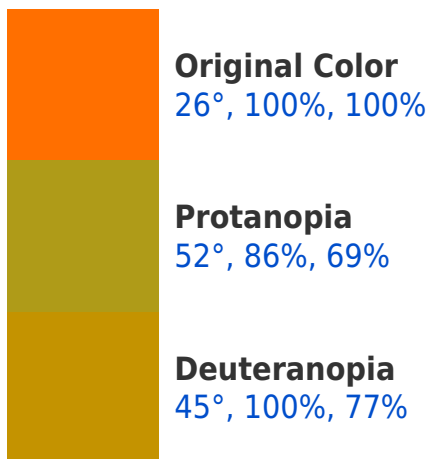 Original Color
26°, 100%, 100%
Protanopia
52°, 86%, 69%
Deuteranopia
45°, 100%, 77%